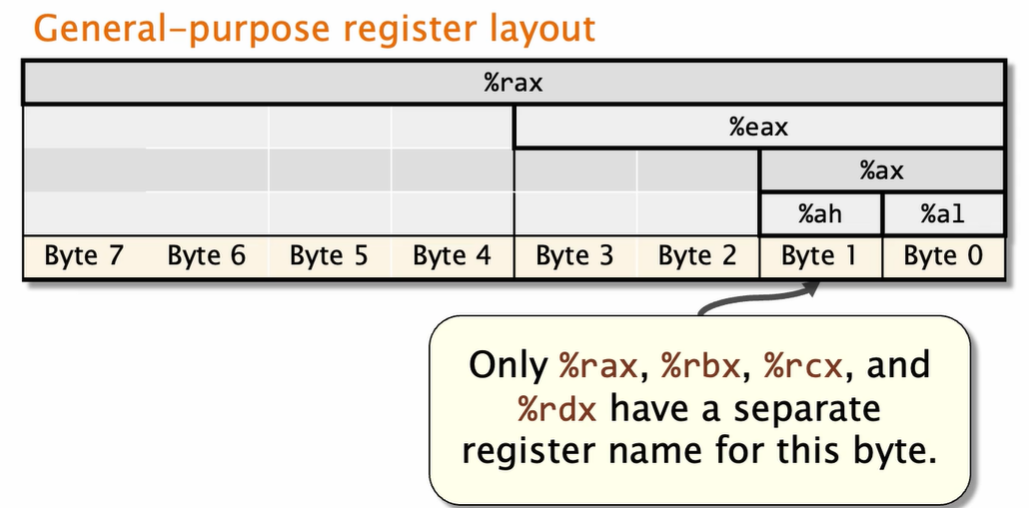 General-purpose register layout
%rax
%eax
%ax
%ah %al
Byte 7 Byte 6 Byte 5 Byte 4 Byte 3 Byte 2 Byte 1 Byte 0
Only %rax, %rbx, %rcx, and
%rdx have a separate
register name for this byte.